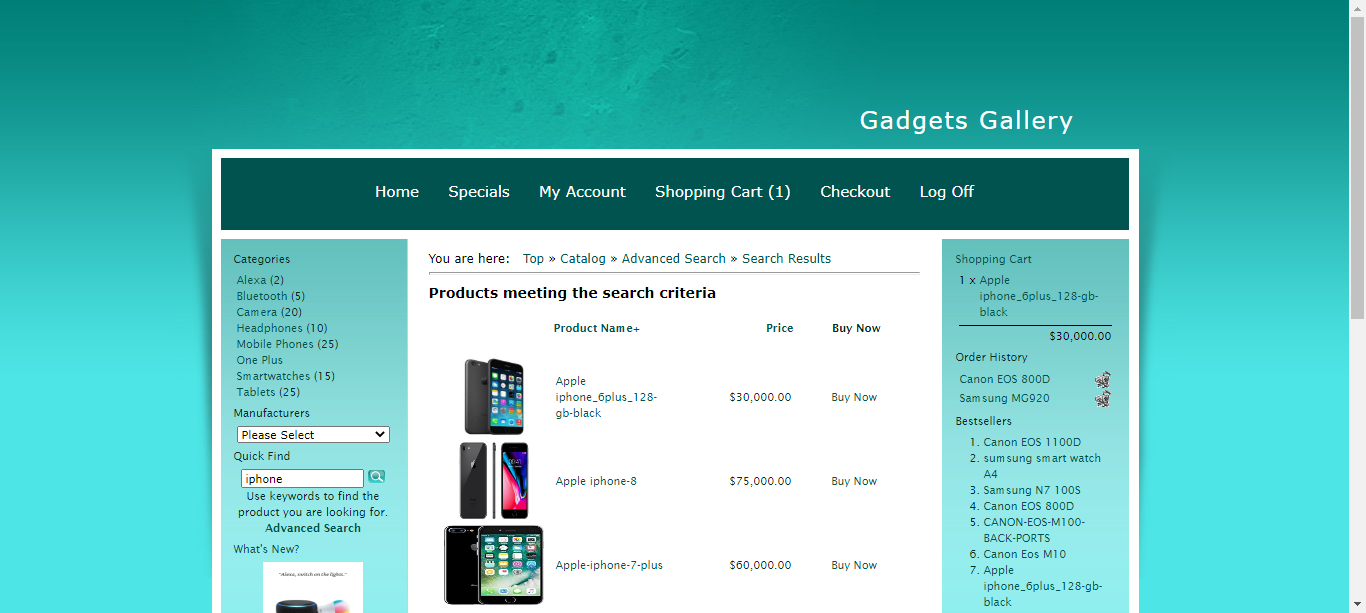 Gadgets Gallery
Home Specials My Account Shopping Cart (1) Checkout Log Off
Categories
Alexa (2)
Bluetooth (5)
Camera (20)
Headphones (10)
Mobile Phones (25)
One Plus
Smartwatches (15)
Tablets (25)
Manufacturers
Please Select
Quick Find
iphone
Use keywords to find the
product you are looking for.
Advanced Search
What's New?
"Alexa, switch on the lights."
You are here: Top » Catalog » Advanced Search » Search Results
Products meeting the search criteria
Product Name+ Price Buy Now
Apple
iphone_6plus_128-
gb-black
$30,000.00 Buy Now
Apple iphone-8 $75,000.00 Buy Now
Apple-iphone-7-plus $60,000.00 Buy Now
Shopping Cart
1 x Apple
iphone_6plus_128-gb-
black
$30,000.00
Order History
Canon EOS 800D
Samsung MG920
Bestsellers
1. Canon EOS 1100D
2. sumsung smart watch
A4
3. Samsung N7 100S
4. Canon EOS 800D
5. CANON-EOS-M100-
BACK-PORTS
6. Canon Eos M10
7. Apple
iphone_6plus_128-gb-
black